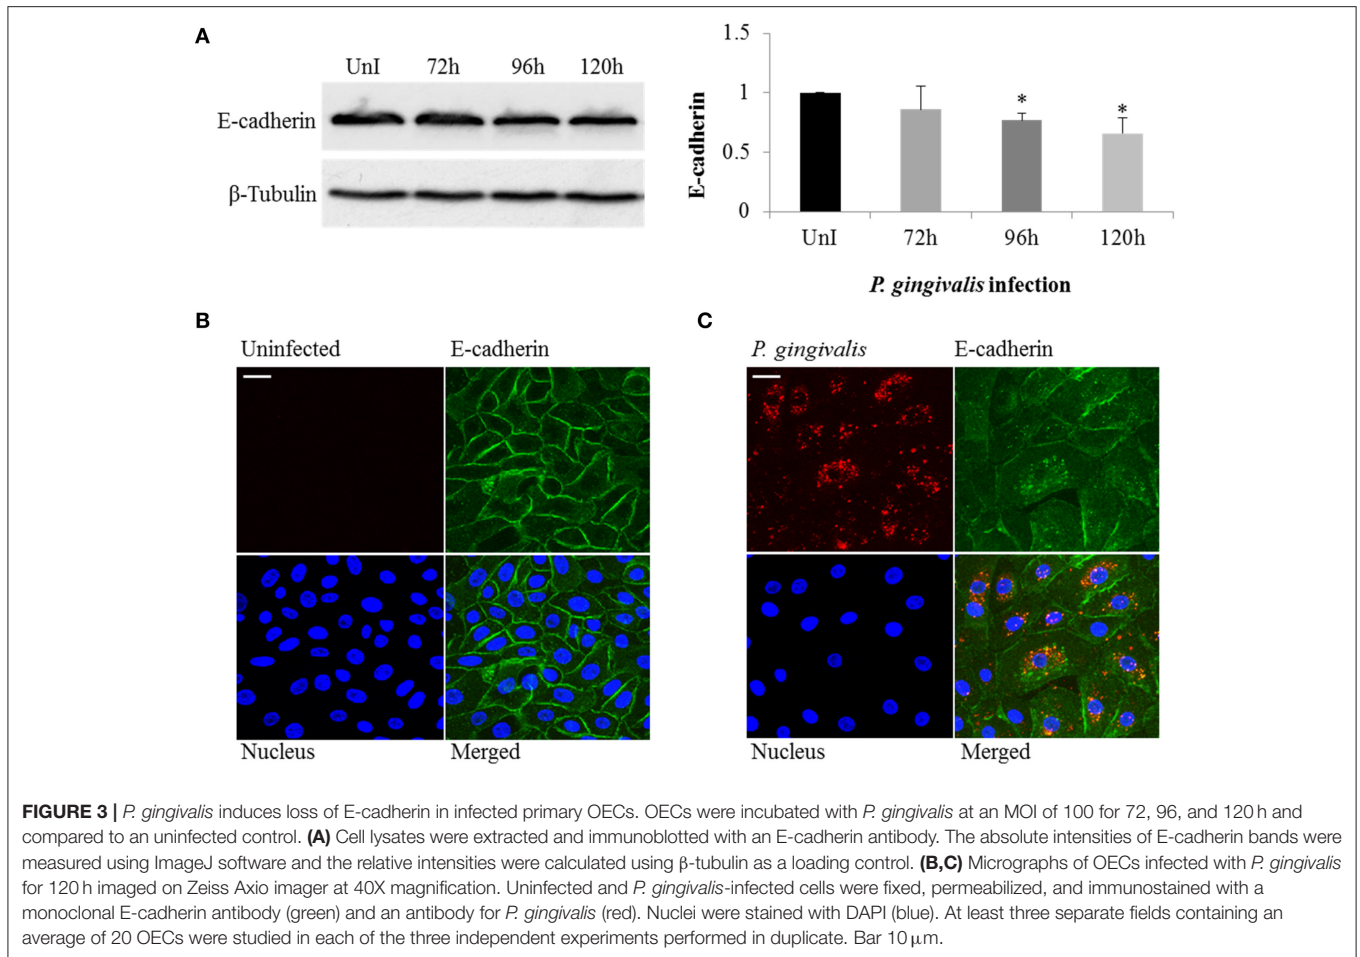 A
UnI 72h 96h 120h
E-cadherin
β-Tubulin
1.5
1
0.5
0
E-cadherin
*
*
UnI 72h 96h 120h
P. gingivalis infection
B
Uninfected E-cadherin
Nucleus Merged
C
P. gingivalis E-cadherin
Nucleus Merged
FIGURE 3 | P. gingivalis induces loss of E-cadherin in infected primary OECs. OECs were incubated with P. gingivalis at an MOI of 100 for 72, 96, and 120 h and
compared to an uninfected control. (A) Cell lysates were extracted and immunoblotted with an E-cadherin antibody. The absolute intensities of E-cadherin bands were
measured using ImageJ software and the relative intensities were calculated using β-tubulin as a loading control. (B,C) Micrographs of OECs infected with P. gingivalis
for 120 h imaged on Zeiss Axio imager at 40X magnification. Uninfected and P. gingivalis-infected cells were fixed, permeabilized, and immunostained with a
monoclonal E-cadherin antibody (green) and an antibody for P. gingivalis (red). Nuclei were stained with DAPI (blue). At least three separate fields containing an
average of 20 OECs were studied in each of the three independent experiments performed in duplicate. Bar 10 μm.